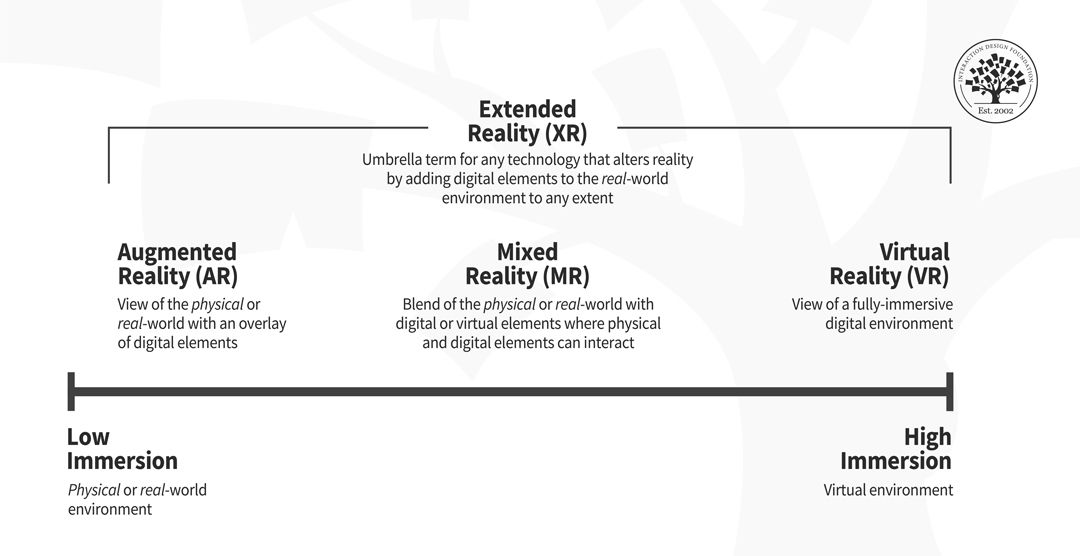 INTERACTION DESIGN FOUNDATION
Est. 2002
Extended
Reality (XR)
Umbrella term for any technology that alters reality
by adding digital elements to the real-world
environment to any extent
Augmented
Reality (AR)
View of the physical or
real-world with an overlay
of digital elements
Mixed
Reality (MR)
Blend of the physical or real-world with
digital or virtual elements where physical
and digital elements can interact
Virtual
Reality (VR)
View of a fully-immersive
digital environment
Low
Immersion
Physical or real-world
environment
High
Immersion
Virtual environment